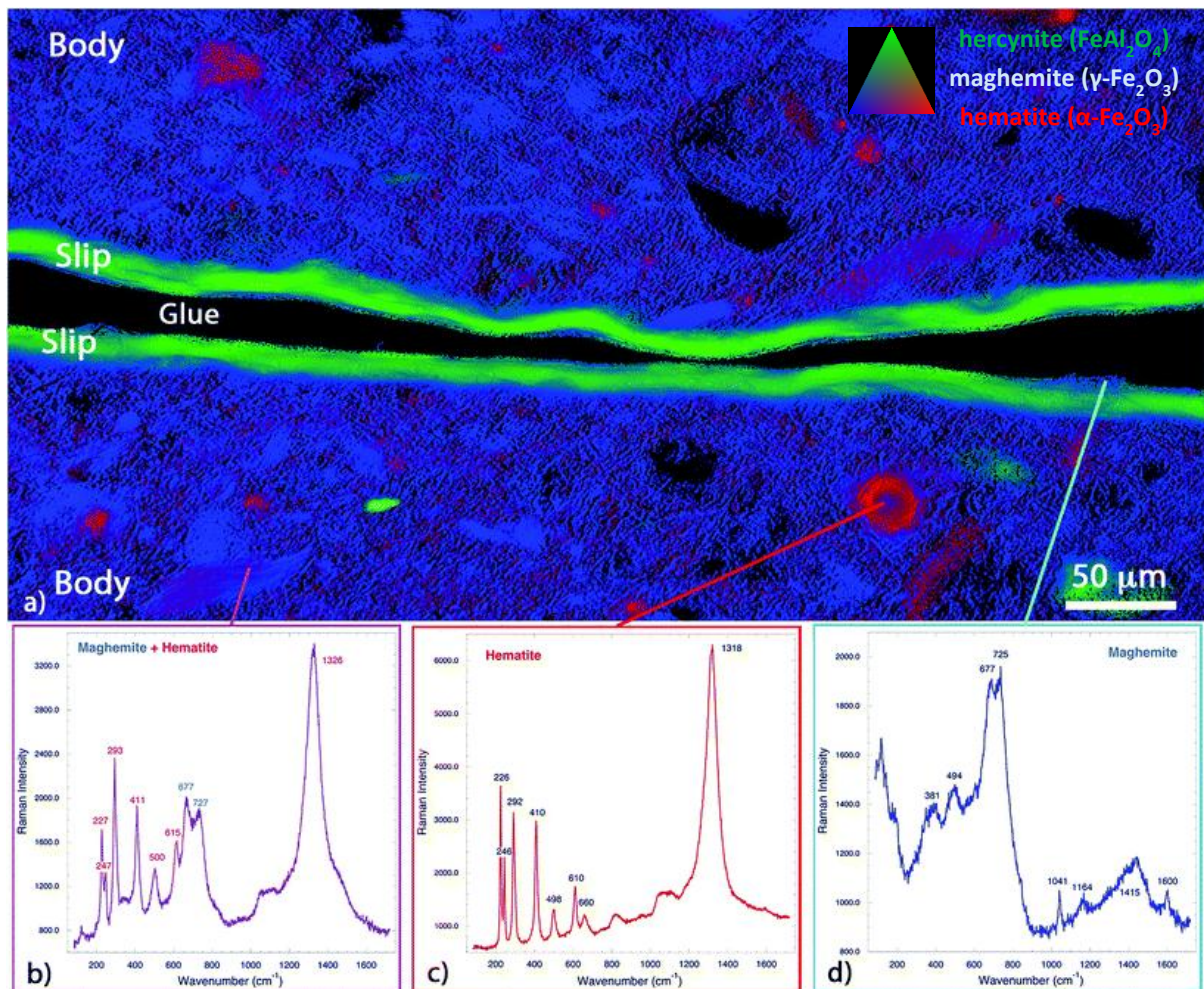 Body
hercynite (FeAl₂O₄)
maghemite (γ-Fe₂O₃)
hematite (α-Fe₂O₃)
Slip
Glue
Slip
Body
a)
50 μm
Maghemite + Hematite
1326
293
411
227
247
500
615
677
727
3200.0
2800.0
2400.0
2000.0
1600.0
1200.0
800.0
Raman Intensity
200 400 600 800 1000 1200 1400 1600
Wavenumber (cm⁻¹)
b)
Hematite
1318
226
292
410
246
498
610
660
6000.0
5000.0
4000.0
3000.0
2000.0
1000.0
Raman Intensity
200 400 600 800 1000 1200 1400 1600
Wavenumber (cm⁻¹)
c)
Maghemite
725
677
494
381
1041
1164
1415
1600
2000.0
1800.0
1600.0
1400.0
1200.0
1000.0
800.0
Raman Intensity
200 400 600 800 1000 1200 1400 1600
Wavenumber (cm⁻¹)
d)